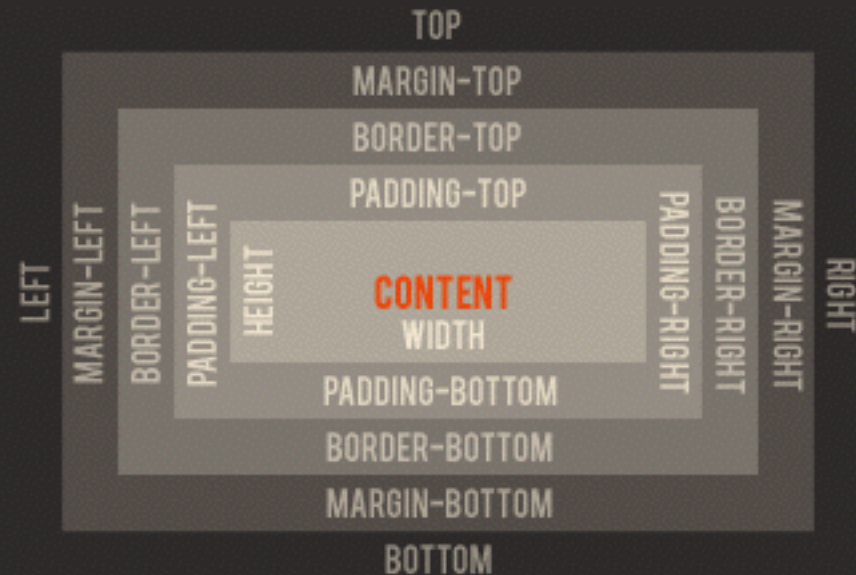 TOP
MARGIN-TOP
BORDER-TOP
PADDING-TOP
LEFT
MARGIN-LEFT
BORDER-LEFT
PADDING-LEFT
HEIGHT
CONTENT
WIDTH
PADDING-RIGHT
BORDER-RIGHT
MARGIN-RIGHT
RIGHT
PADDING-BOTTOM
BORDER-BOTTOM
MARGIN-BOTTOM
BOTTOM